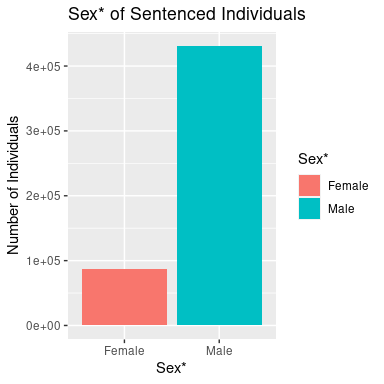 Sex* of Sentenced Individuals
Number of Individuals
4e+05
3e+05
2e+05
1e+05
0e+00
Female
Male
Sex*
Sex*
Female
Male